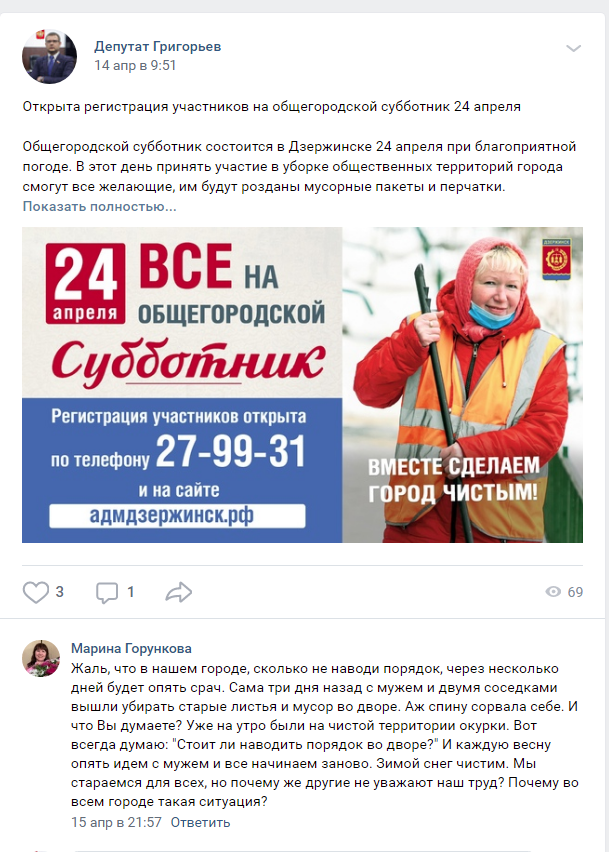 Депутат Григорьев
14 апр в 9:51
Открыта регистрация участников на общегородской субботник 24 апреля
Общегородской субботник состоится в Дзержинске 24 апреля при благоприятной
погоде. В этот день принять участие в уборке общественных территорий города
смогут все желающие, им будут розданы мусорные пакеты и перчатки.
Показать полностью...
24
апреля
ВСЕ НА
ОБЩЕГОРОДСКОЙ
Субботник
Регистрация участников открыта
по телефону 27-99-31
и на сайте
адмдзержинск.рф
ДЗЕРЖИНСК
ВМЕСТЕ СДЕЛАЕМ
ГОРОД ЧИСТЫМ!
3
1
69
Марина Горункова
Жаль, что в нашем городе, сколько не наводи порядок, через несколько
дней будет опять срач. Сама три дня назад с мужем и двумя соседками
вышли убирать старые листья и мусор во дворе. Аж спину сорвала себе. И
что Вы думаете? Уже на утро были на чистой территории окурки. Вот
всегда думаю: "Стоит ли наводить порядок во дворе?" И каждую весну
опять идем с мужем и все начинаем заново. Зимой снег чистим. Мы
стараемся для всех, но почему же другие не уважают наш труд? Почему во
всем городе такая ситуация?
15 апр в 21:57 Ответить